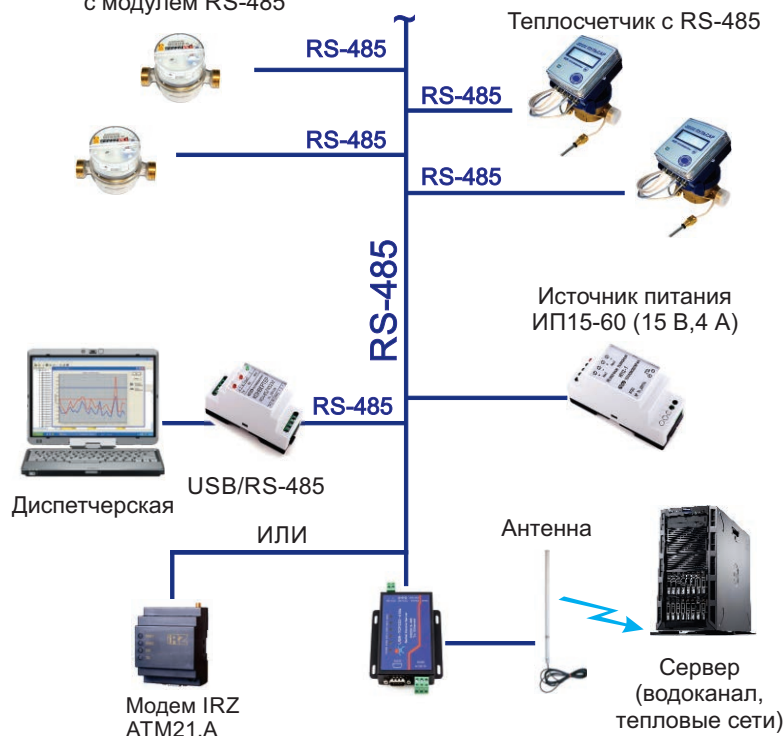 с модулем RS-485
Теплосчетчик с RS-485
RS-485
RS-485
RS-485
RS-485
RS-485
Источник питания
ИП15-60 (15 В,4 А)
RS-485
USB/RS-485
Диспетчерская
ИЛИ
Антенна
IRZ
Модем IRZ
ATM21.A
Сервер
(водоканал,
тепловые сети)